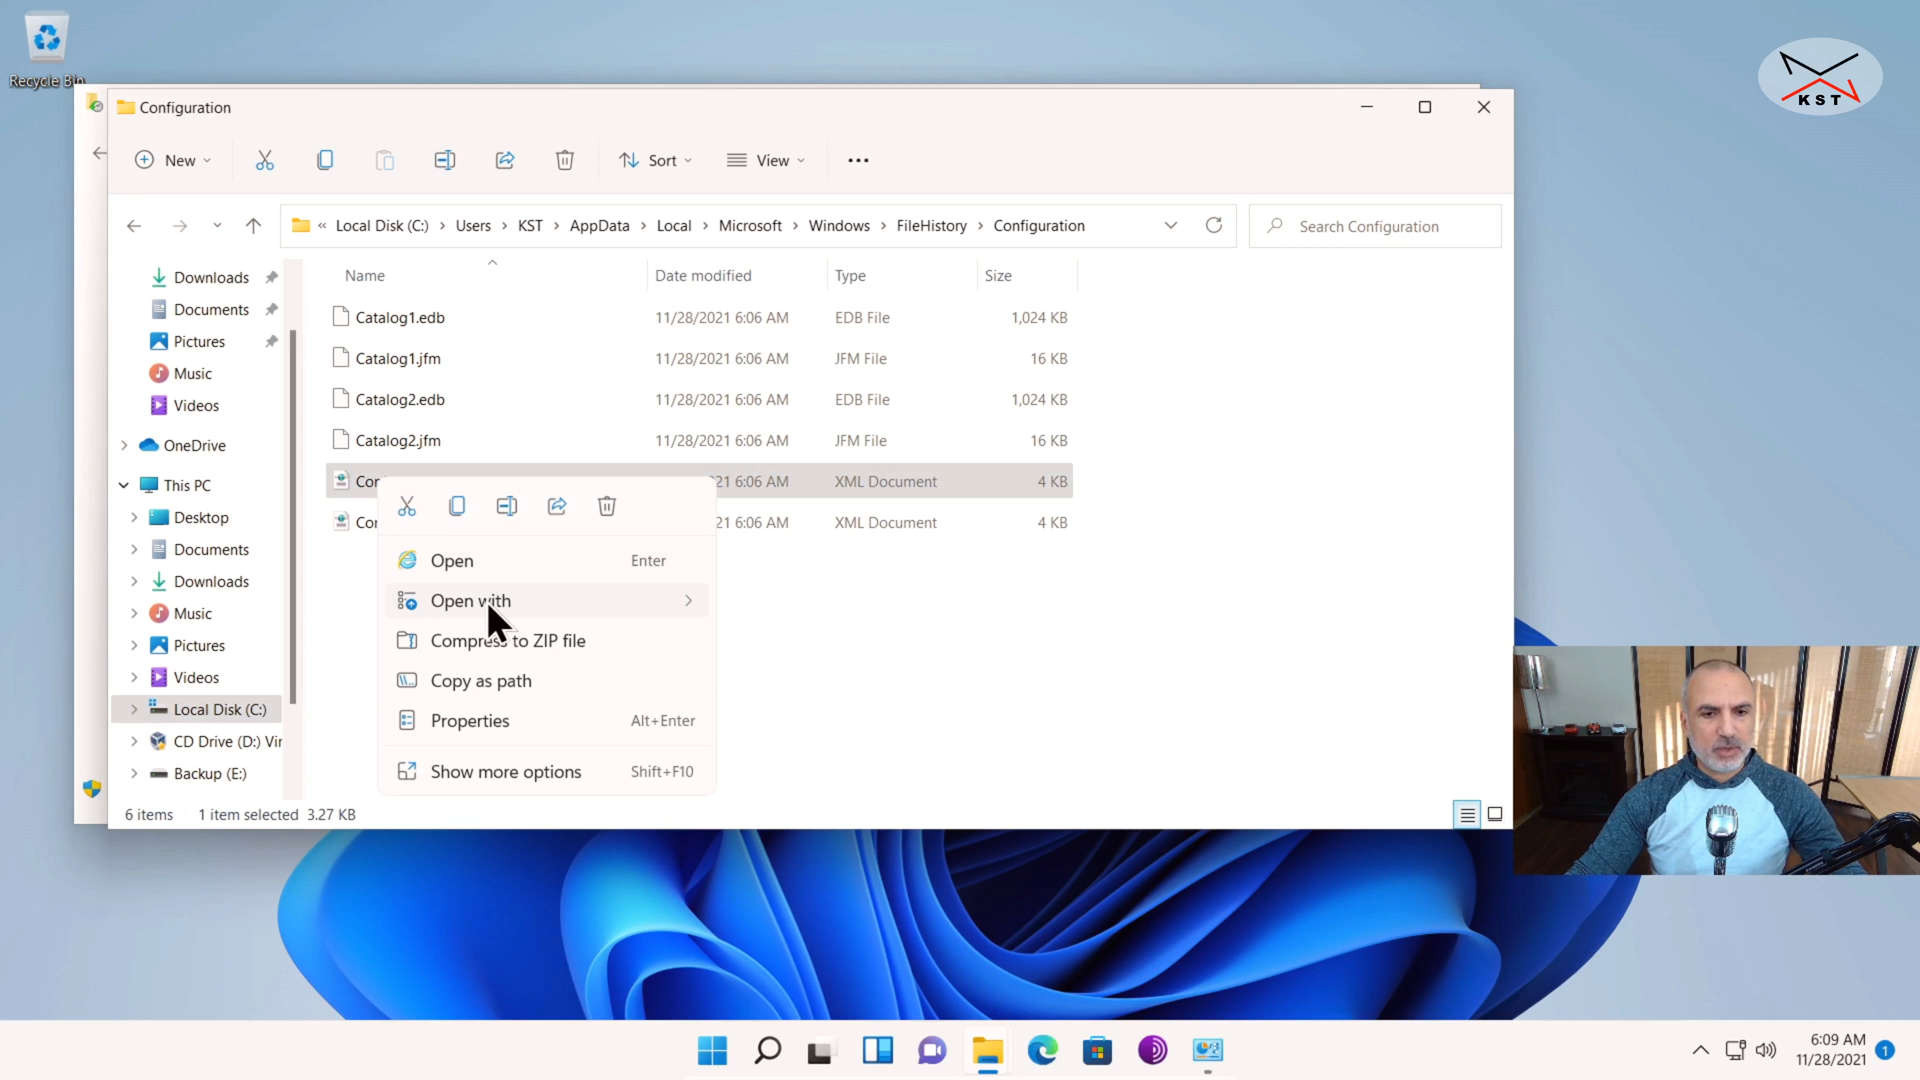 Recycle Bin
KST
Configuration
New
Sort
View
« Local Disk (C:) › Users › KST › AppData › Local › Microsoft › Windows › FileHistory › Configuration
Search Configuration
Name Date modified Type Size
Catalog1.edb 11/28/2021 6:06 AM EDB File 1,024 KB
Catalog1.jfm 11/28/2021 6:06 AM JFM File 16 KB
Catalog2.edb 11/28/2021 6:06 AM EDB File 1,024 KB
Catalog2.jfm 11/28/2021 6:06 AM JFM File 16 KB
21 6:06 AM XML Document 4 KB
21 6:06 AM XML Document 4 KB
Downloads
Documents
Pictures
Music
Videos
OneDrive
This PC
Desktop
Documents
Downloads
Music
Pictures
Videos
Local Disk (C:)
CD Drive (D:) Vir
Backup (E:)
Open Enter
Open with
Compress to ZIP file
Copy as path
Properties Alt+Enter
Show more options Shift+F10
6 items 1 item selected 3.27 KB
6:09 AM
11/28/2021
1